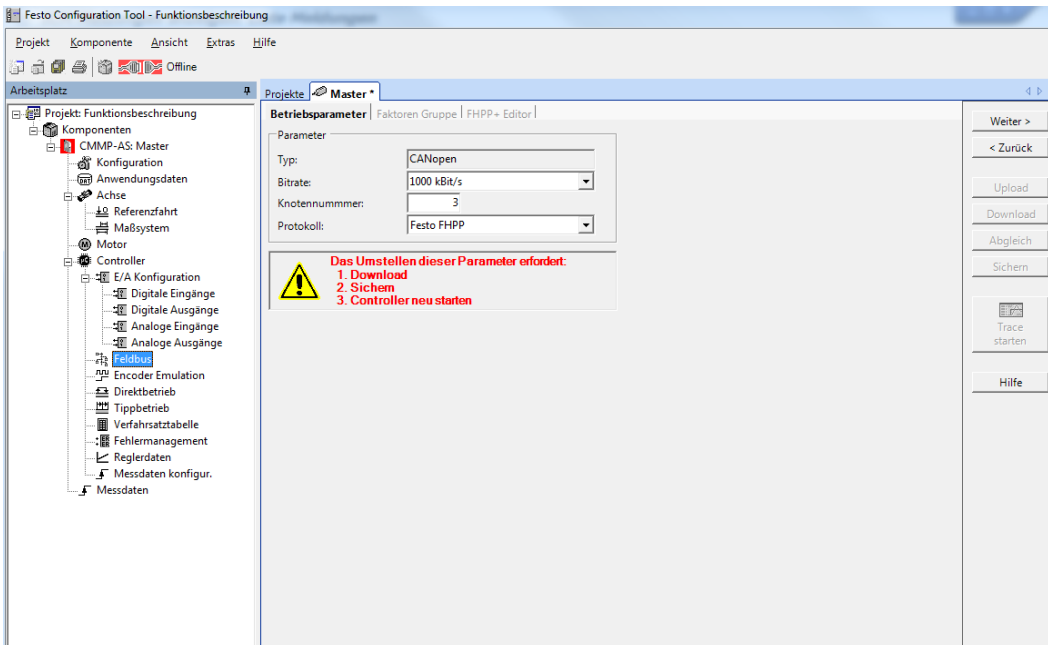 Festo Configuration Tool - Funktionsbeschreibung
Projekt Komponente Ansicht Extras Hilfe
Offline
Arbeitsplatz
Projekt: Funktionsbeschreibung
Komponenten
CMMP-AS: Master
Konfiguration
Anwendungsdaten
Achse
Referenzfahrt
Maßsystem
Motor
Controller
E/A Konfiguration
Digitale Eingänge
Digitale Ausgänge
Analoge Eingänge
Analoge Ausgänge
Feldbus
Encoder Emulation
Direktbetrieb
Tippbetrieb
Verfahrsatztabelle
Fehlermanagement
Reglerdaten
Messdaten konfigur.
Messdaten
Projekte Master *
Betriebsparameter Faktoren Gruppe FHPP+ Editor
Parameter
Typ: CANopen
Bitrate: 1000 kBit/s
Knotennummmer: 3
Protokoll: Festo FHPP
Das Umstellen dieser Parameter erfordert:
1. Download
2. Sichern
3. Controller neu starten
Weiter >
< Zurück
Upload
Download
Abgleich
Sichern
Trace
starten
Hilfe